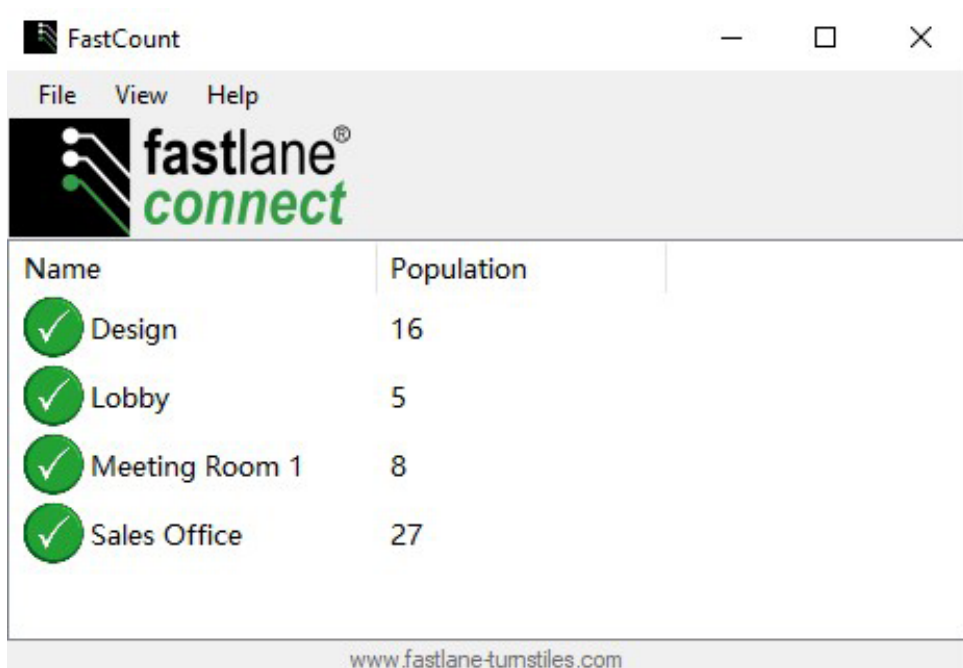 FastCount
File View Help
fastlane®
connect
Name Population
Design 16
Lobby 5
Meeting Room 1 8
Sales Office 27
www.fastlane-turnstiles.com